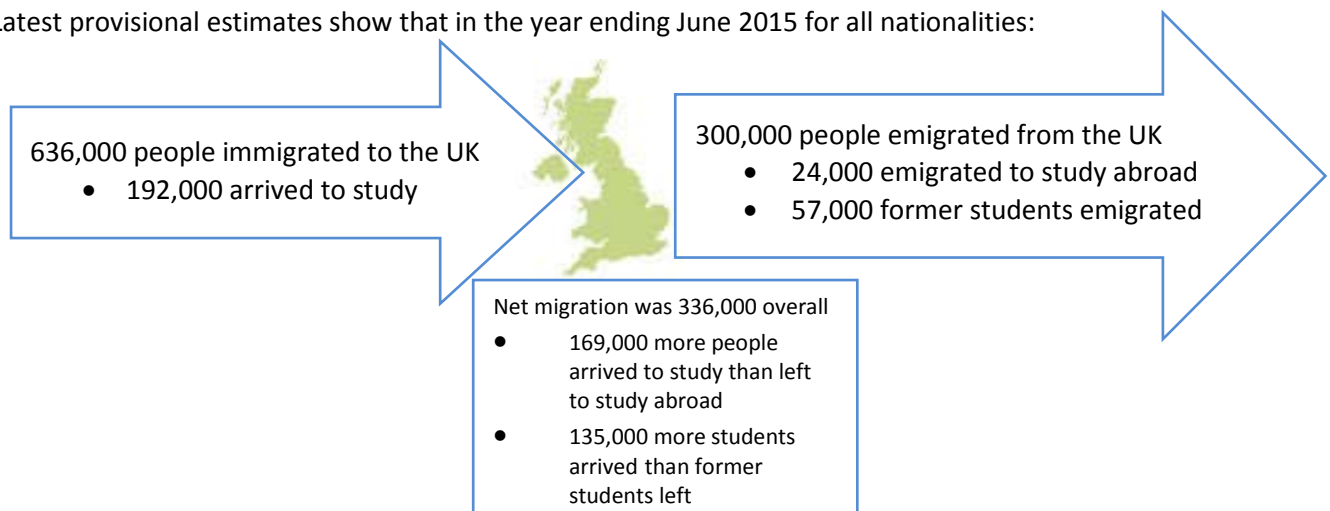 Latest provisional estimates show that in the year ending June 2015 for all nationalities:
636,000 people immigrated to the UK
• 192,000 arrived to study
300,000 people emigrated from the UK
• 24,000 emigrated to study abroad
• 57,000 former students emigrated
Net migration was 336,000 overall
• 169,000 more people
arrived to study than left
to study abroad
• 135,000 more students
arrived than former
students left